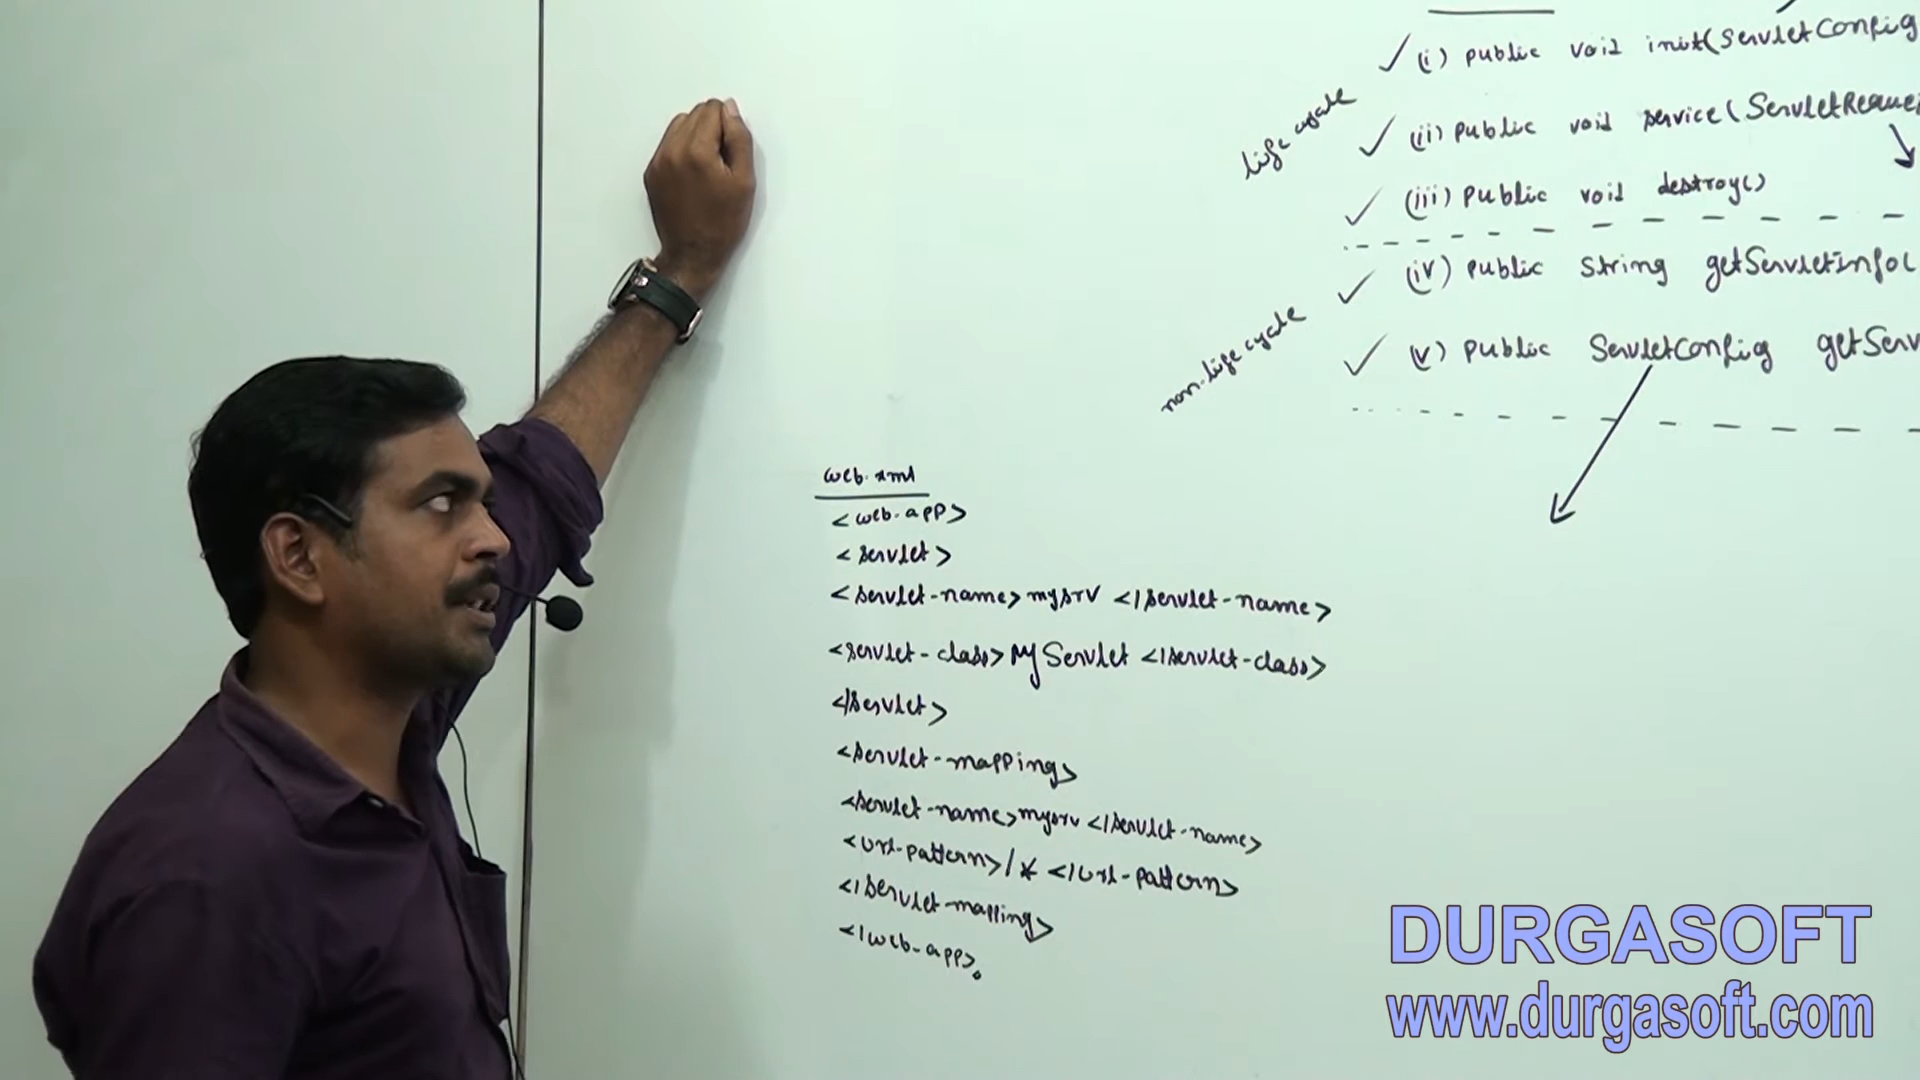 (i) public void init(ServletConfig
life cycle
(ii) public void service(ServletReques
(iii) public void destroy()
(iv) public String getServletInfo(
non-life cycle
(v) public ServletConfig getServ
web.xml
<web-app>
<servlet>
<servlet-name>mysrv </servlet-name>
<servlet-class>MyServlet </servlet-class>
</servlet>
<servlet-mapping>
<servlet-name>mysrv </servlet-name>
<url-pattern>/* </url-pattern>
</servlet-mapping>
</web-app>
DURGASOFT
www.durgasoft.com